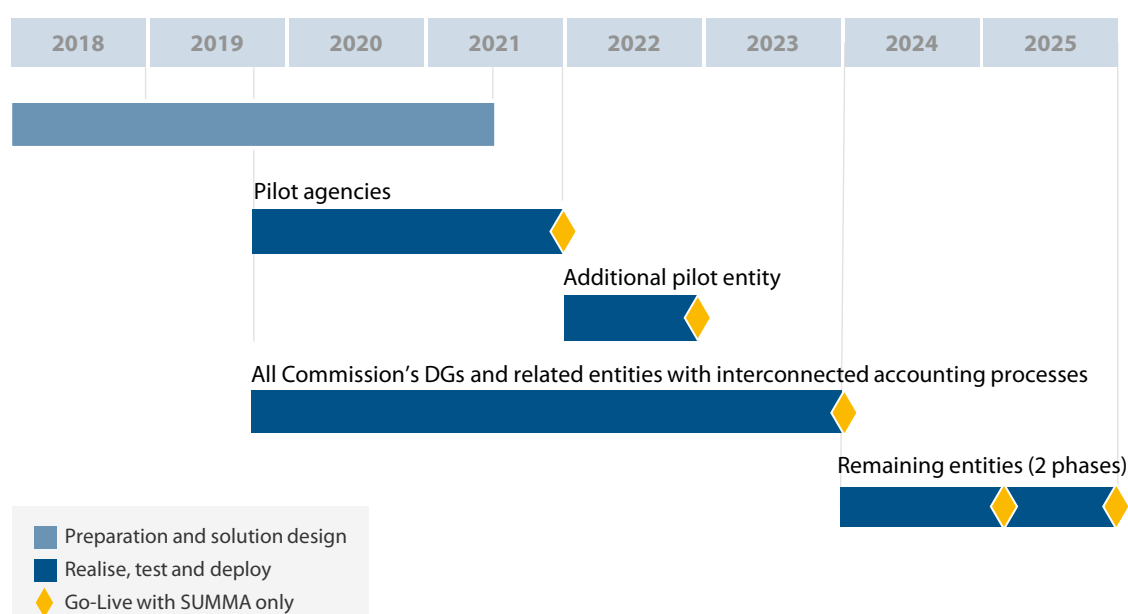 2018 2019 2020 2021 2022 2023 2024 2025
Pilot agencies
Additional pilot entity
All Commission’s DGs and related entities with interconnected accounting processes
Remaining entities (2 phases)
Preparation and solution design
Realise, test and deploy
Go-Live with SUMMA only